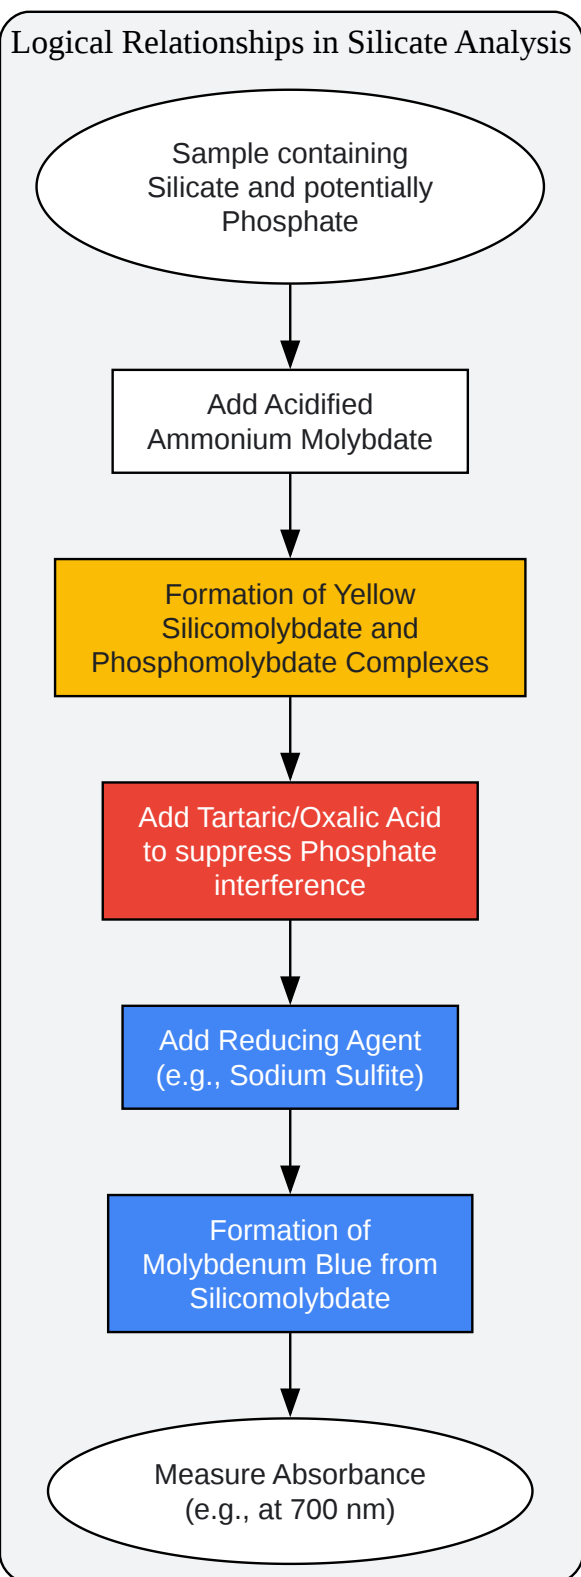 Logical Relationships in Silicate Analysis
Sample containing
Silicate and potentially
Phosphate
Add Acidified
Ammonium Molybdate
Formation of Yellow
Silicomolybdate and
Phosphomolybdate Complexes
Add Tartaric/Oxalic Acid
to suppress Phosphate
interference
Add Reducing Agent
(e.g., Sodium Sulfite)
Formation of
Molybdenum Blue from
Silicomolybdate
Measure Absorbance
(e.g., at 700 nm)